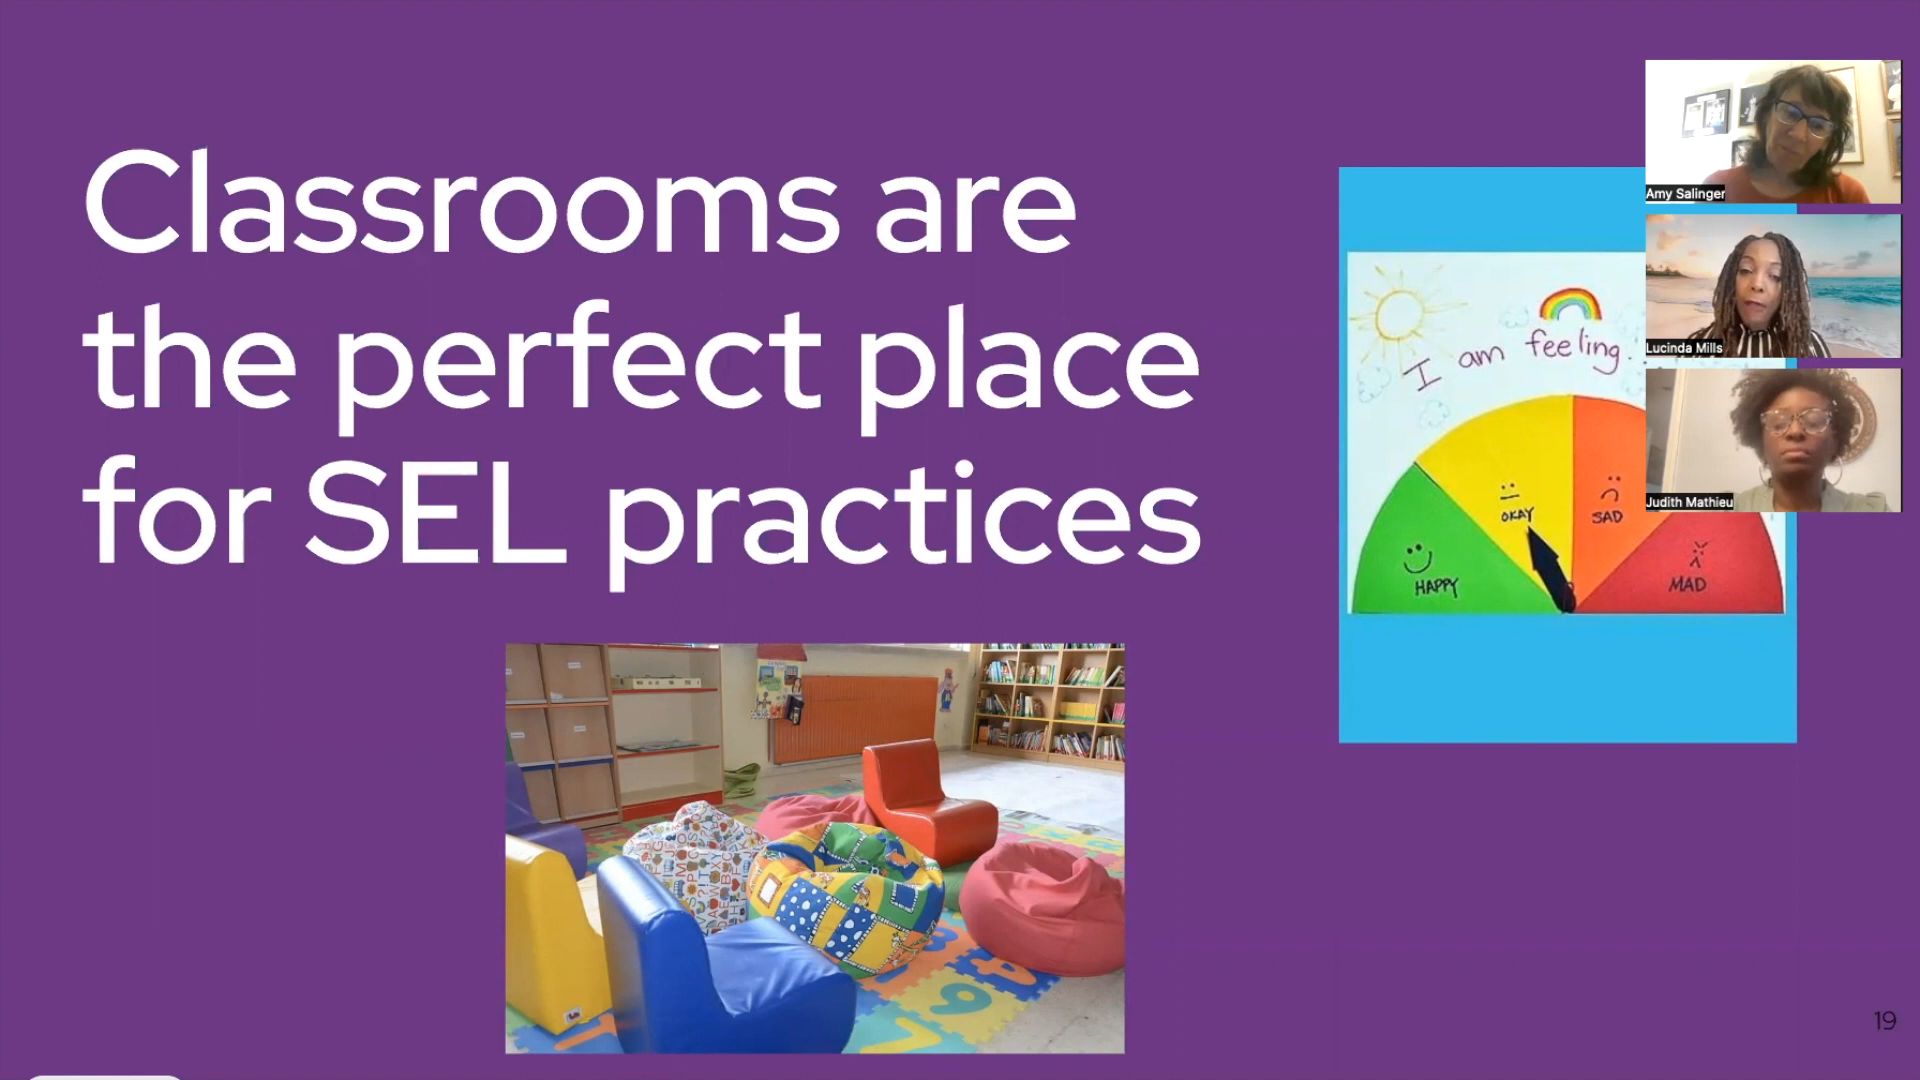 Classrooms are
the perfect place
for SEL practices
I am feeling.
OKAY
SAD
HAPPY
MAD
Amy Salinger
Lucinda Mills
Judith Mathieu
19